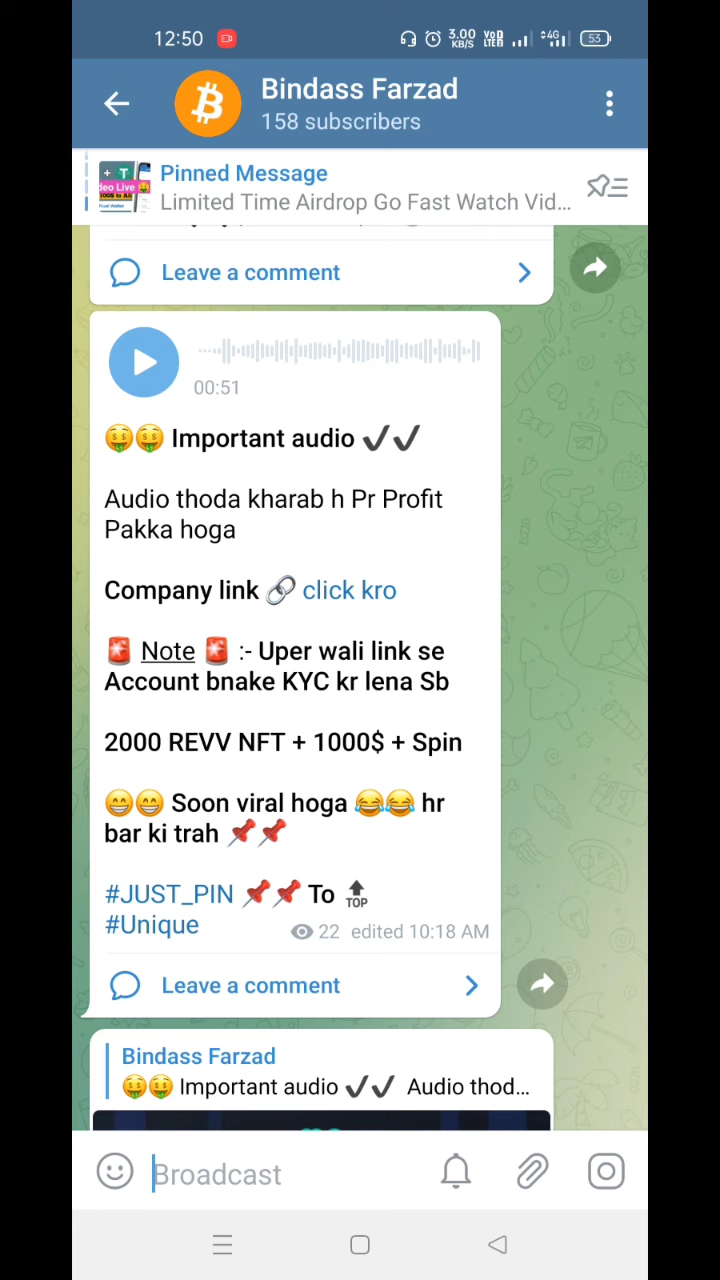 12:50
3.00 KB/S
VoD LTE
4G
53
Bindass Farzad
158 subscribers
Pinned Message
Limited Time Airdrop Go Fast Watch Vid...
Leave a comment
00:51
🤑🤑 Important audio ✔✔
Audio thoda kharab h Pr Profit
Pakka hoga
Company link 🔗 click kro
🚨 Note 🚨 :- Uper wali link se
Account bnake KYC kr lena Sb
2000 REVV NFT + 1000$ + Spin
😁😁 Soon viral hoga 😂😂 hr
bar ki trah 📌📌
#JUST_PIN 📌📌 To 🔝
#Unique
22 edited 10:18 AM
Leave a comment
Bindass Farzad
🤑🤑 Important audio ✔✔ Audio thod...
Broadcast